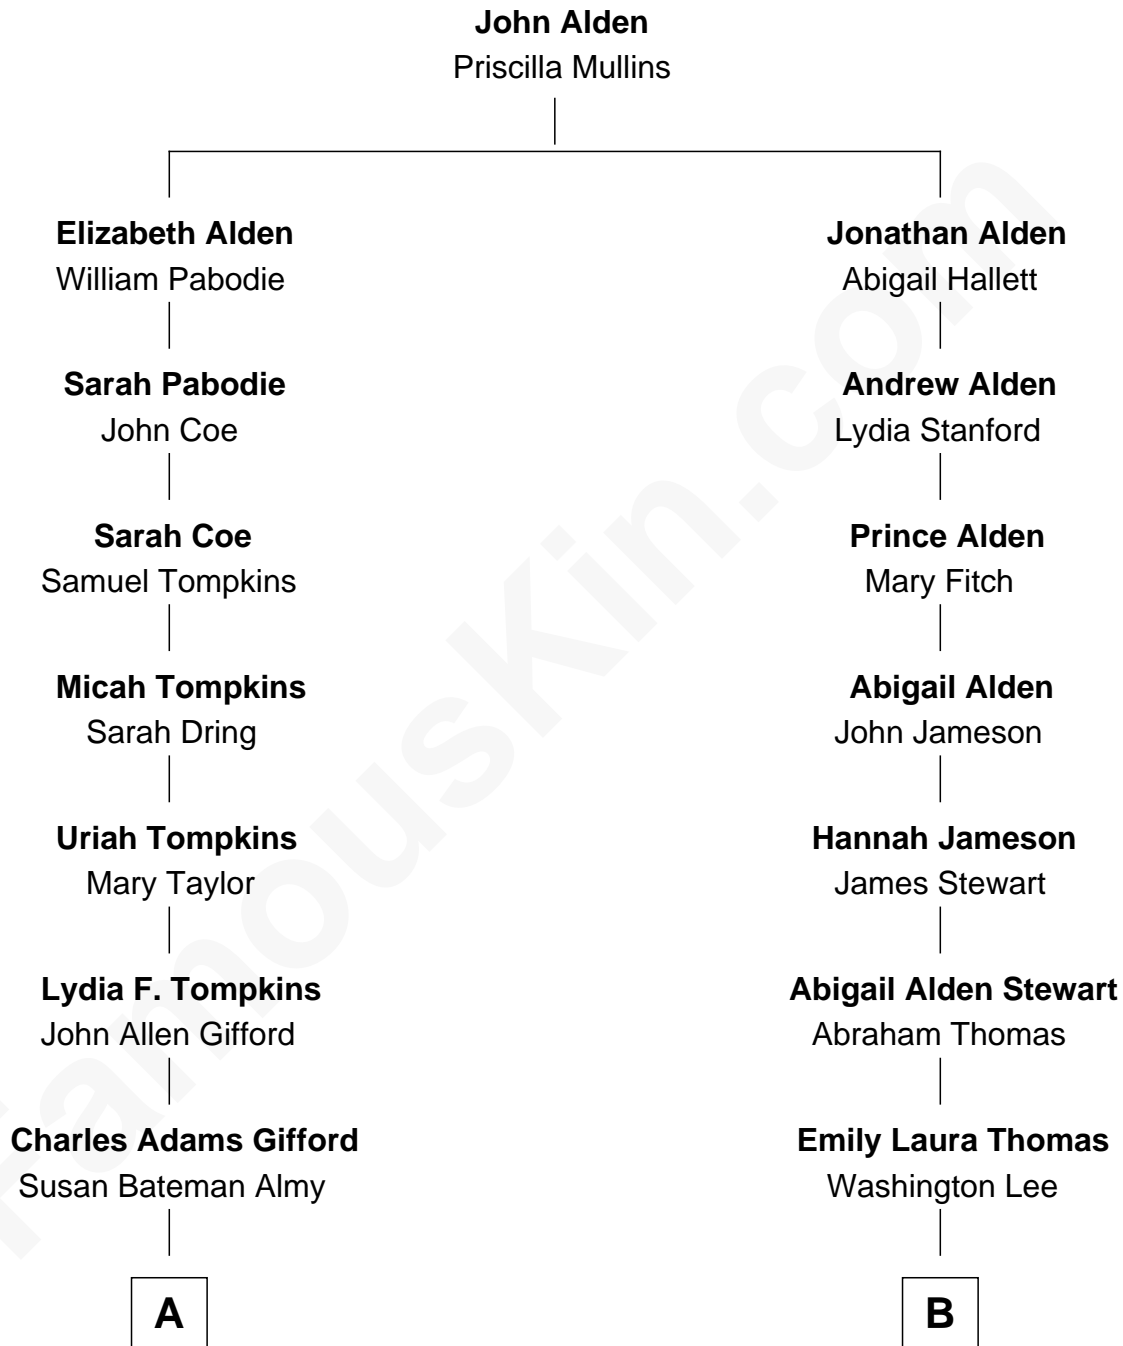 John Alden
Priscilla Mullins
Elizabeth Alden
William Pabodie
Sarah Pabodie
John Coe
Sarah Coe
Samuel Tompkins
Micah Tompkins
Sarah Dring
Uriah Tompkins
Mary Taylor
Lydia F. Tompkins
John Allen Gifford
Charles Adams Gifford
Susan Bateman Almy
A
Jonathan Alden
Abigail Hallett
Andrew Alden
Lydia Stanford
Prince Alden
Mary Fitch
Abigail Alden
John Jameson
Hannah Jameson
James Stewart
Abigail Alden Stewart
Abraham Thomas
Emily Laura Thomas
Washington Lee
B
FamousKin.com